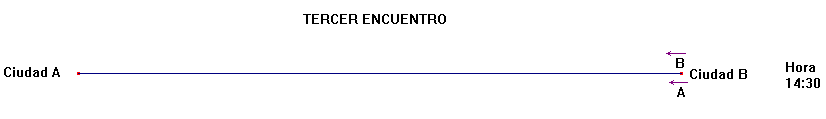 TERCER ENCUENTRO
B
Ciudad A
Ciudad B
Hora
14:30
A